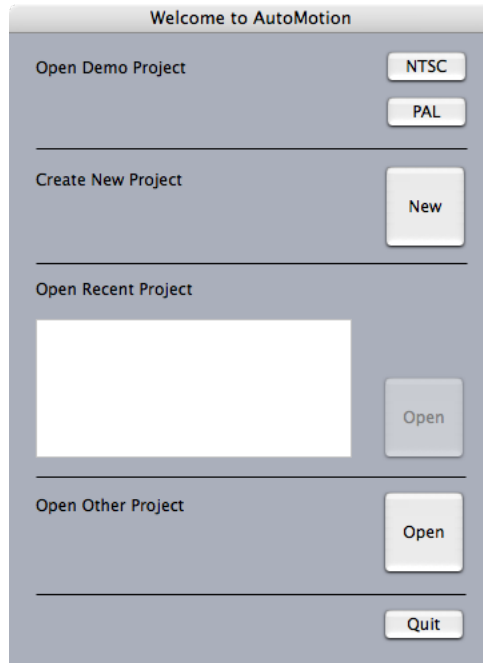 Welcome to AutoMotion
Open Demo Project
NTSC
PAL
Create New Project
New
Open Recent Project
Open
Open Other Project
Open
Quit